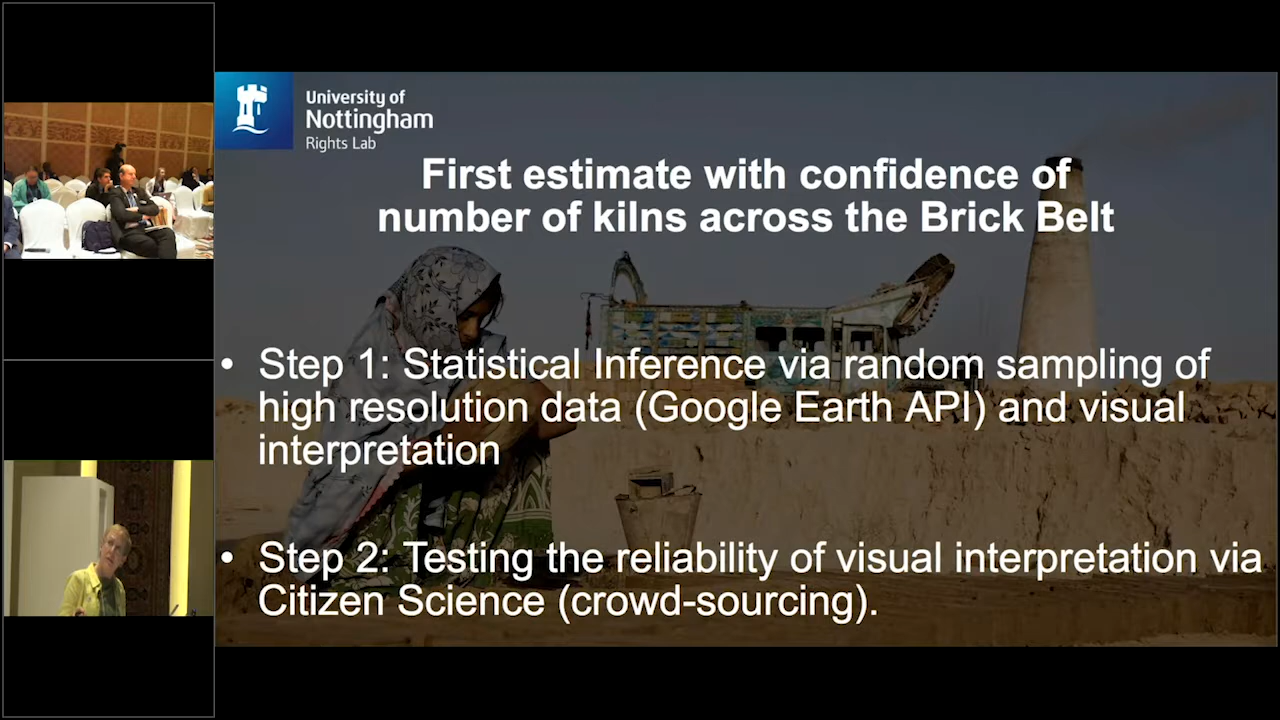 University of
Nottingham
Rights Lab
First estimate with confidence of
number of kilns across the Brick Belt
• Step 1: Statistical Inference via random sampling of
high resolution data (Google Earth API) and visual
interpretation
• Step 2: Testing the reliability of visual interpretation via
Citizen Science (crowd-sourcing).